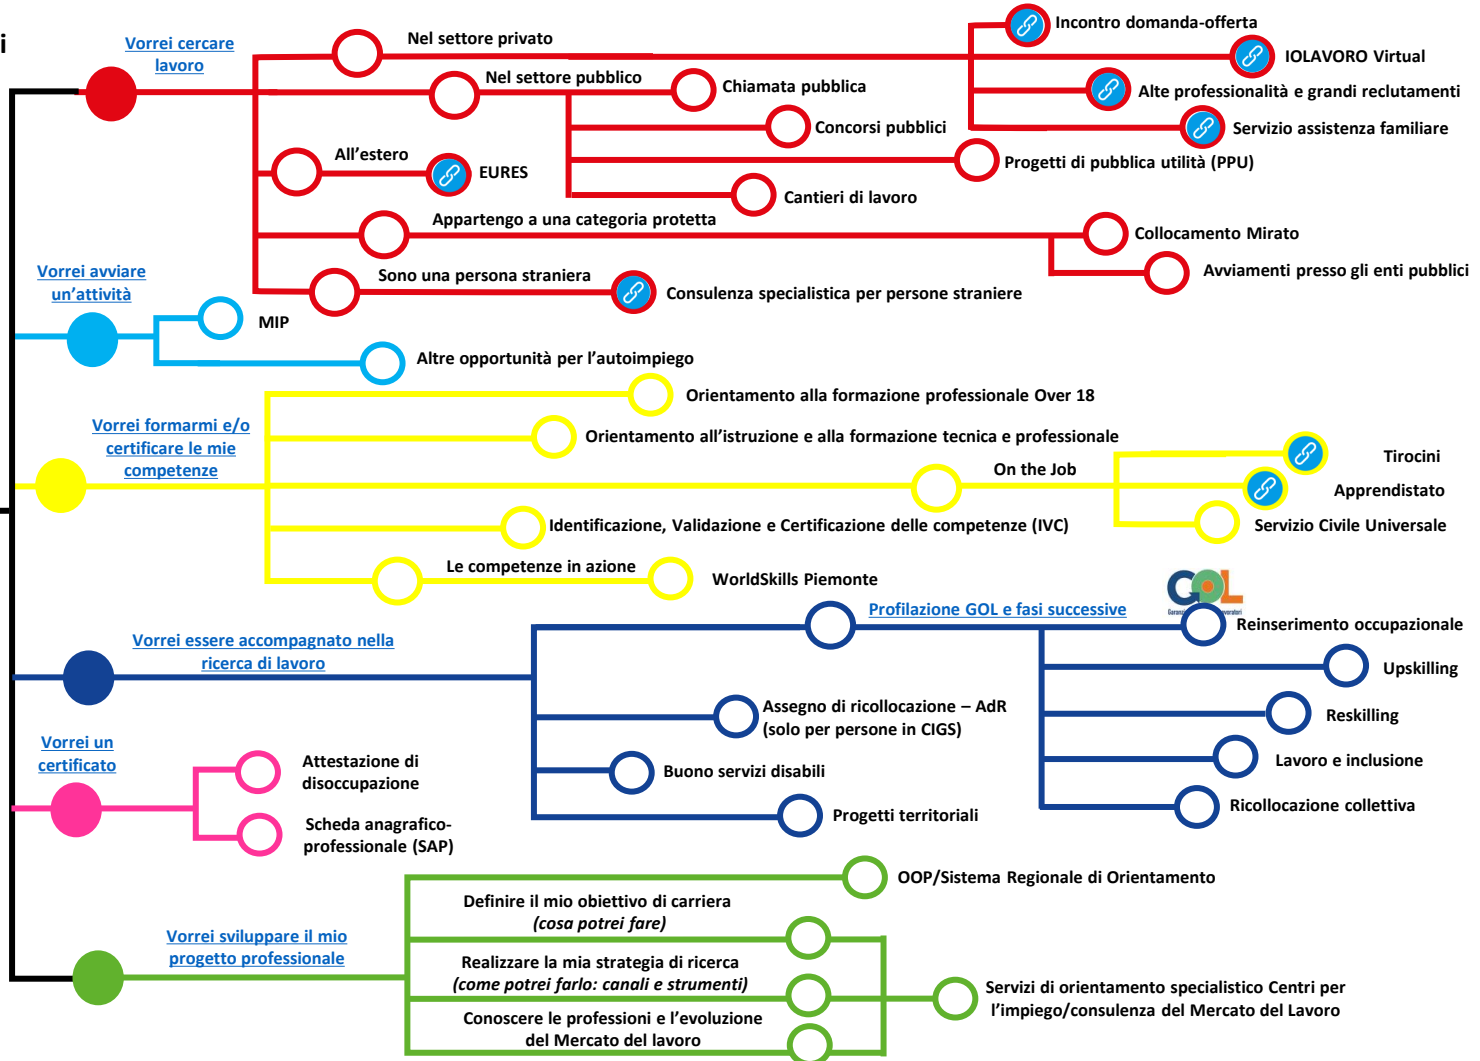 i
Vorrei cercare
lavoro
Nel settore privato
Incontro domanda-offerta
IOLAVORO Virtual
Alte professionalità e grandi reclutamenti
Servizio assistenza familiare
Nel settore pubblico
Chiamata pubblica
Concorsi pubblici
Progetti di pubblica utilità (PPU)
Cantieri di lavoro
All'estero
EURES
Appartengo a una categoria protetta
Collocamento Mirato
Avviamenti presso gli enti pubblici
Sono una persona straniera
Consulenza specialistica per persone straniere
Vorrei avviare
un'attività
MIP
Altre opportunità per l'autoimpiego
Vorrei formarmi e/o
certificare le mie
competenze
Orientamento alla formazione professionale Over 18
Orientamento all'istruzione e alla formazione tecnica e professionale
On the Job
Tirocini
Apprendistato
Servizio Civile Universale
Identificazione, Validazione e Certificazione delle competenze (IVC)
Le competenze in azione
WorldSkills Piemonte
Vorrei essere accompagnato nella
ricerca di lavoro
Profilazione GOL e fasi successive
GOL
Reinserimento occupazionale
Upskilling
Reskilling
Lavoro e inclusione
Ricollocazione collettiva
Assegno di ricollocazione – AdR
(solo per persone in CIGS)
Buono servizi disabili
Progetti territoriali
Vorrei un
certificato
Attestazione di
disoccupazione
Scheda anagrafico-
professionale (SAP)
Vorrei sviluppare il mio
progetto professionale
OOP/Sistema Regionale di Orientamento
Definire il mio obiettivo di carriera
(cosa potrei fare)
Realizzare la mia strategia di ricerca
(come potrei farlo: canali e strumenti)
Conoscere le professioni e l'evoluzione
del Mercato del lavoro
Servizi di orientamento specialistico Centri per
l'impiego/consulenza del Mercato del Lavoro